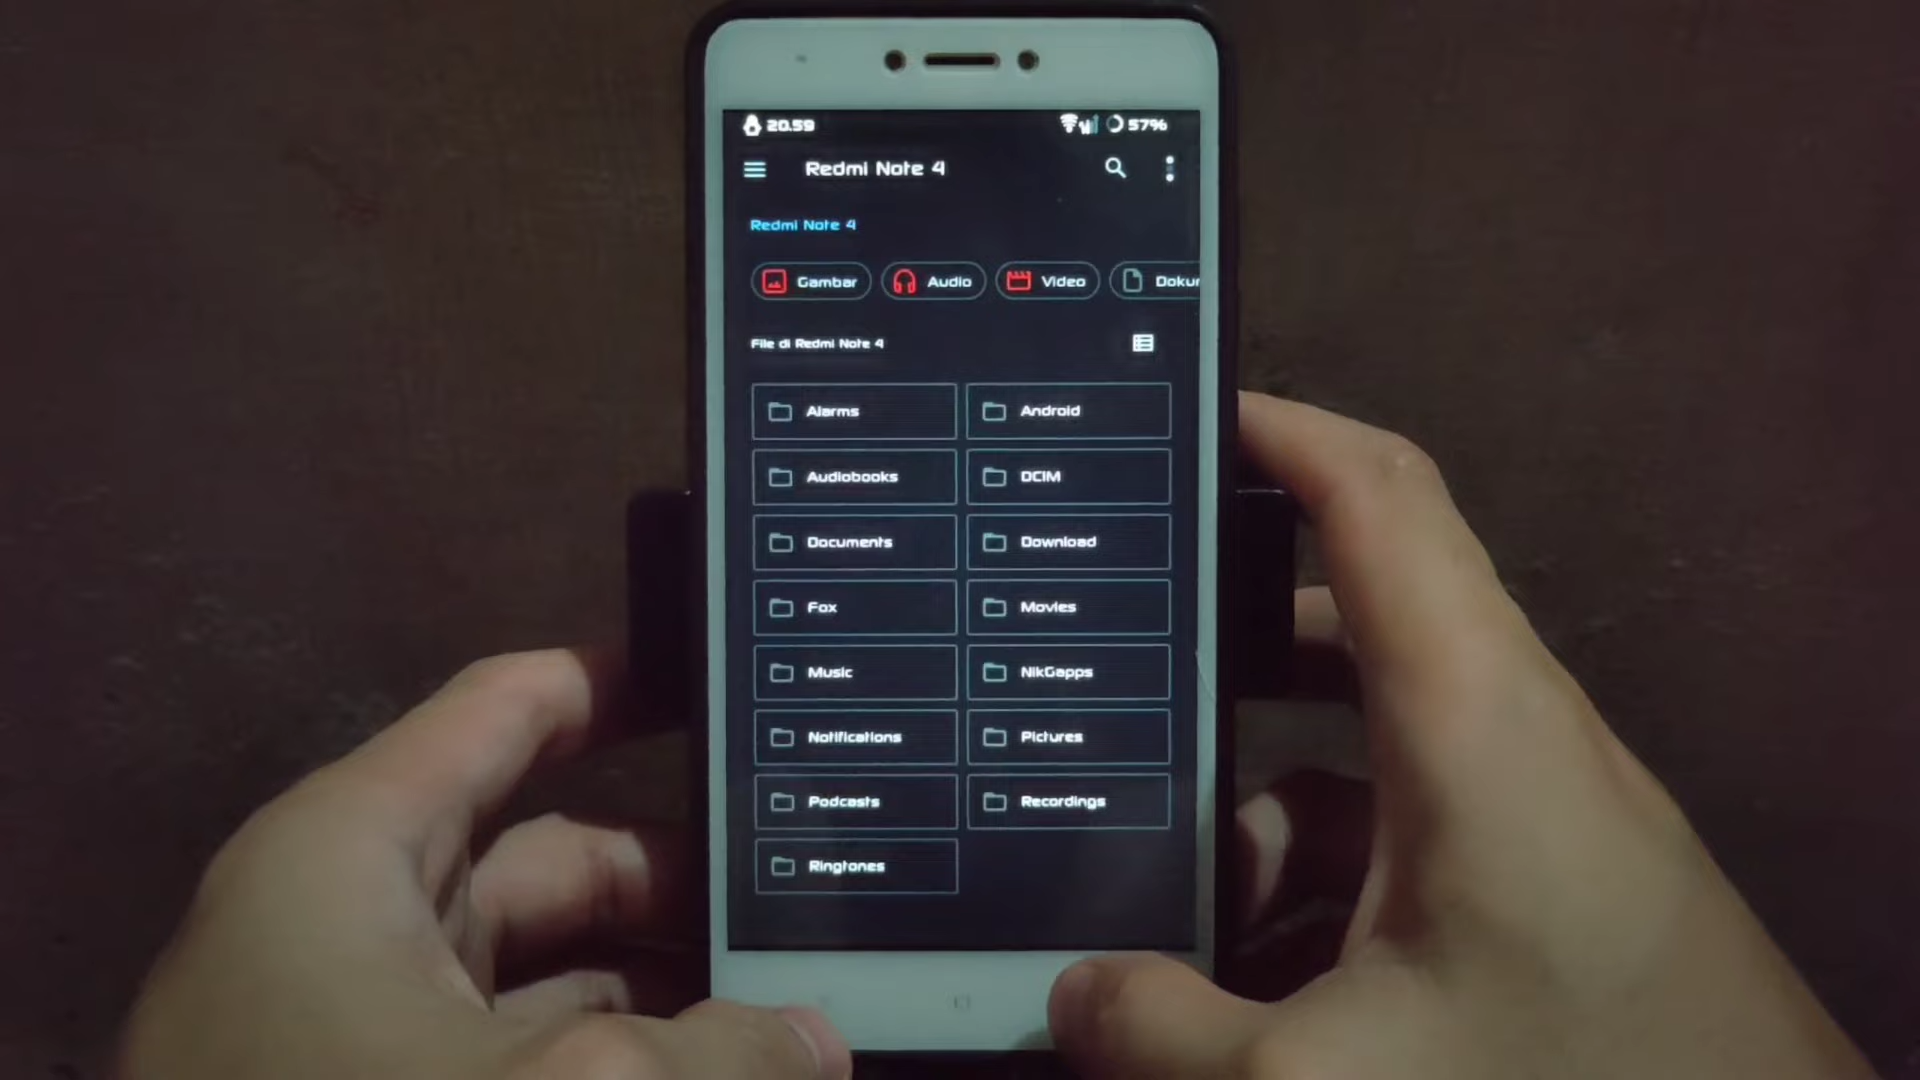 20.59 57%
Redmi Note 4
Redmi Note 4
Gambar Audio Video Dokur
File di Redmi Note 4
Alarms Android
Audiobooks DCIM
Documents Download
Fox Movies
Music NikGapps
Notifications Pictures
Podcasts Recordings
Ringtones